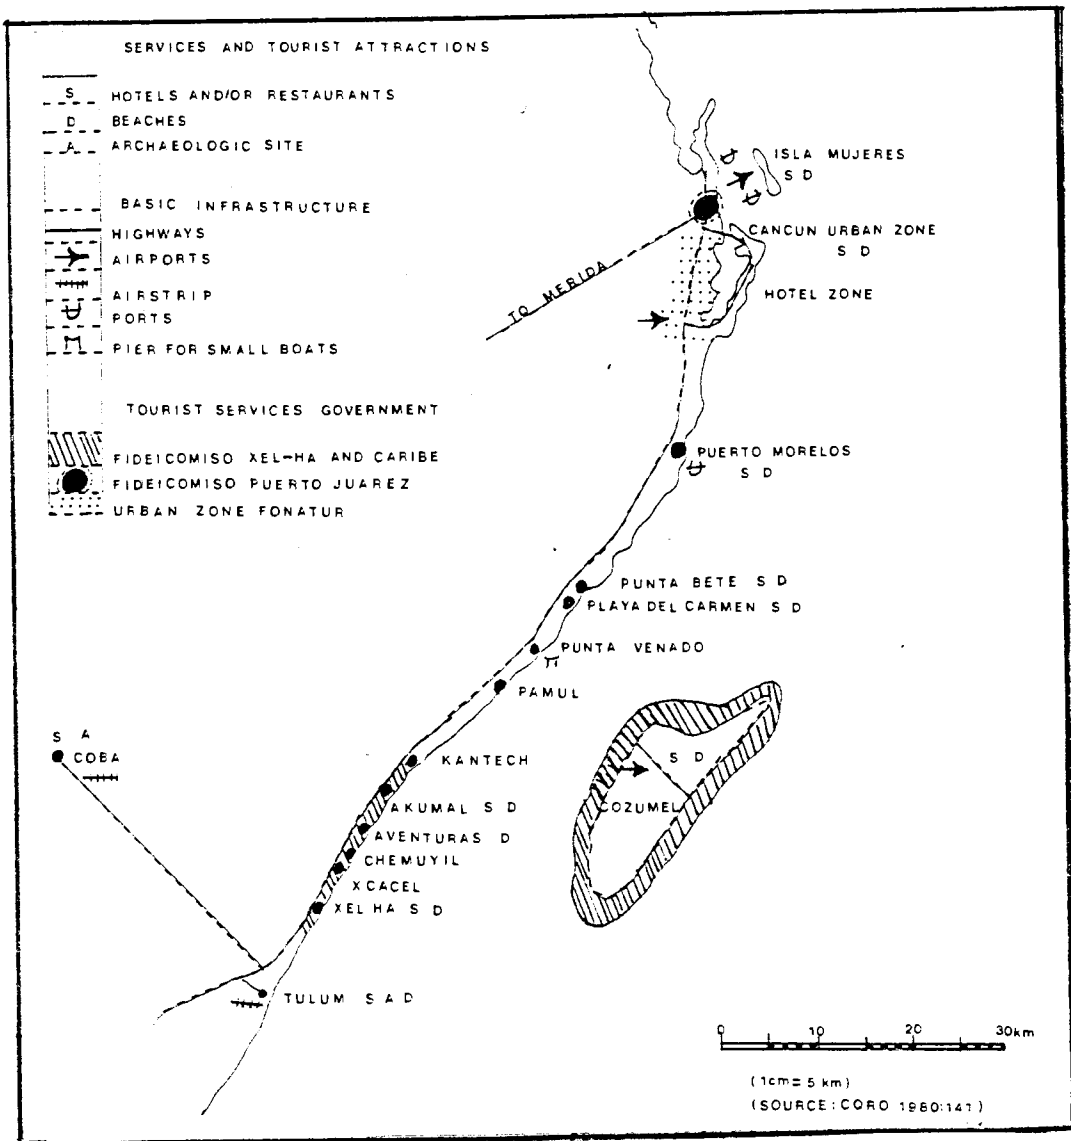 SERVICES AND TOURIST ATTRACTIONS
S HOTELS AND/OR RESTAURANTS
D BEACHES
A ARCHAEOLOGIC SITE
BASIC INFRASTRUCTURE
HIGHWAYS
AIRPORTS
AIRSTRIP
PORTS
PIER FOR SMALL BOATS
TOURIST SERVICES GOVERNMENT
FIDEICOMISO XEL-HA AND CARIBE
FIDEICOMISO PUERTO JUAREZ
URBAN ZONE FONATUR
ISLA MUJERES
S D
CANCUN URBAN ZONE
S D
HOTEL ZONE
TO MERIDA
PUERTO MORELOS
S D
PUNTA BETE S D
PLAYA DEL CARMEN S D
PUNTA VENADO
PAMUL
S A
COBA
KANTECH
S D
COZUMEL
AKUMAL S D
AVENTURAS D
CHEMUYIL
XCACEL
XEL HA S D
TULUM S A D
0 10 20 30km
(1cm = 5 km)
(SOURCE: CORO 1980:141)